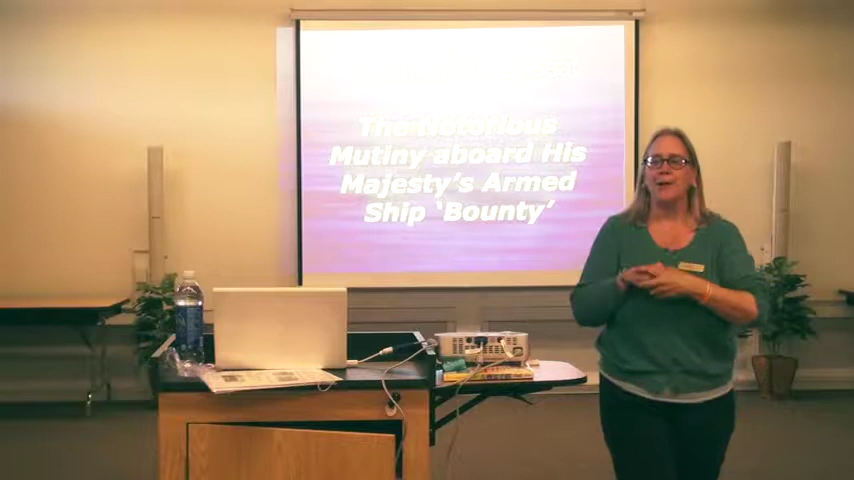 The Notorious
Mutiny aboard His
Majesty's Armed
Ship ‘Bounty’